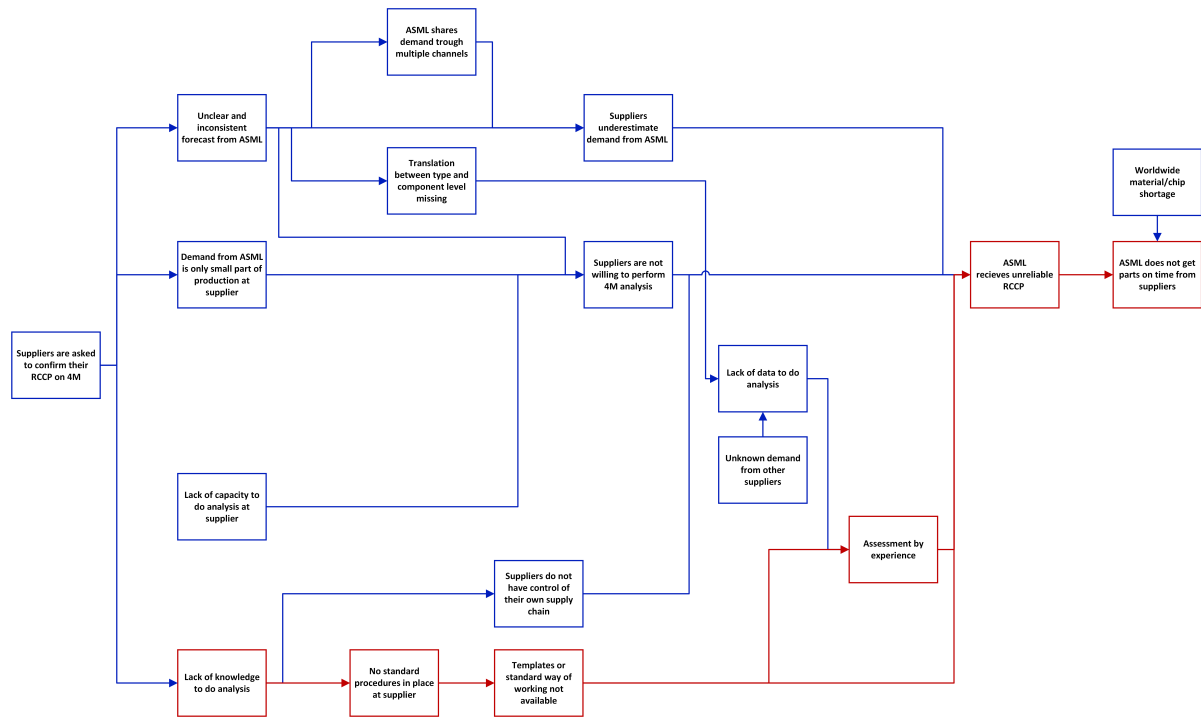 ASML shares
demand trough
multiple channels
Unclear and
inconsistent
forecast from ASML
Suppliers
underestimate
demand from ASML
Translation
between type and
component level
missing
Worldwide
material/chip
shortage
Demand from ASML
is only small part of
production at
supplier
Suppliers are not
willing to perform
4M analysis
ASML
recieves unreliable
RCCP
ASML does not get
parts on time from
suppliers
Suppliers are asked
to confirm their
RCCP on 4M
Lack of data to do
analysis
Unknown demand
from other
suppliers
Lack of capacity to
do analysis at
supplier
Assessment by
experience
Suppliers do not
have control of
their own supply
chain
Lack of knowledge
to do analysis
No standard
procedures in place
at supplier
Templates or
standard way of
working not
available